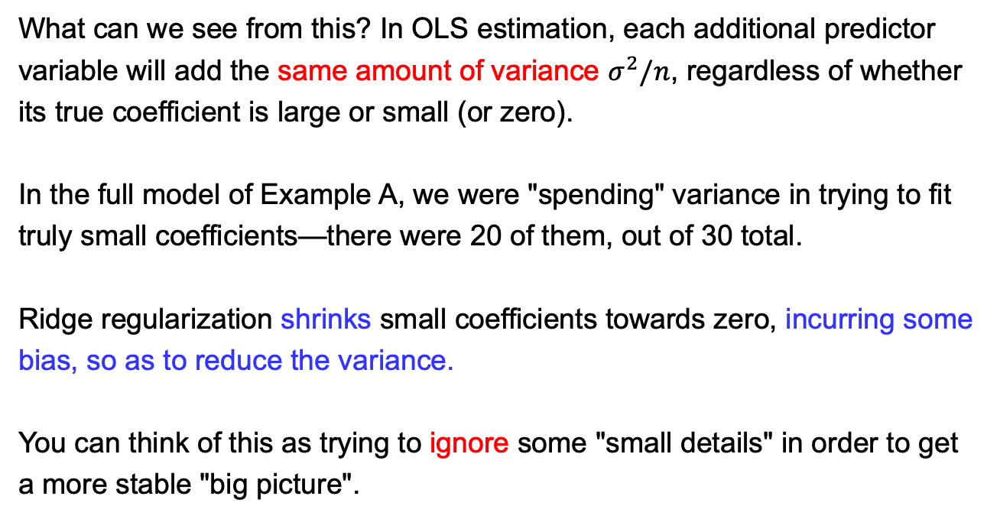 What can we see from this? In OLS estimation, each additional predictor
variable will add the same amount of variance σ²/n, regardless of whether
its true coefficient is large or small (or zero).
In the full model of Example A, we were "spending" variance in trying to fit
truly small coefficients—there were 20 of them, out of 30 total.
Ridge regularization shrinks small coefficients towards zero, incurring some
bias, so as to reduce the variance.
You can think of this as trying to ignore some "small details" in order to get
a more stable "big picture".